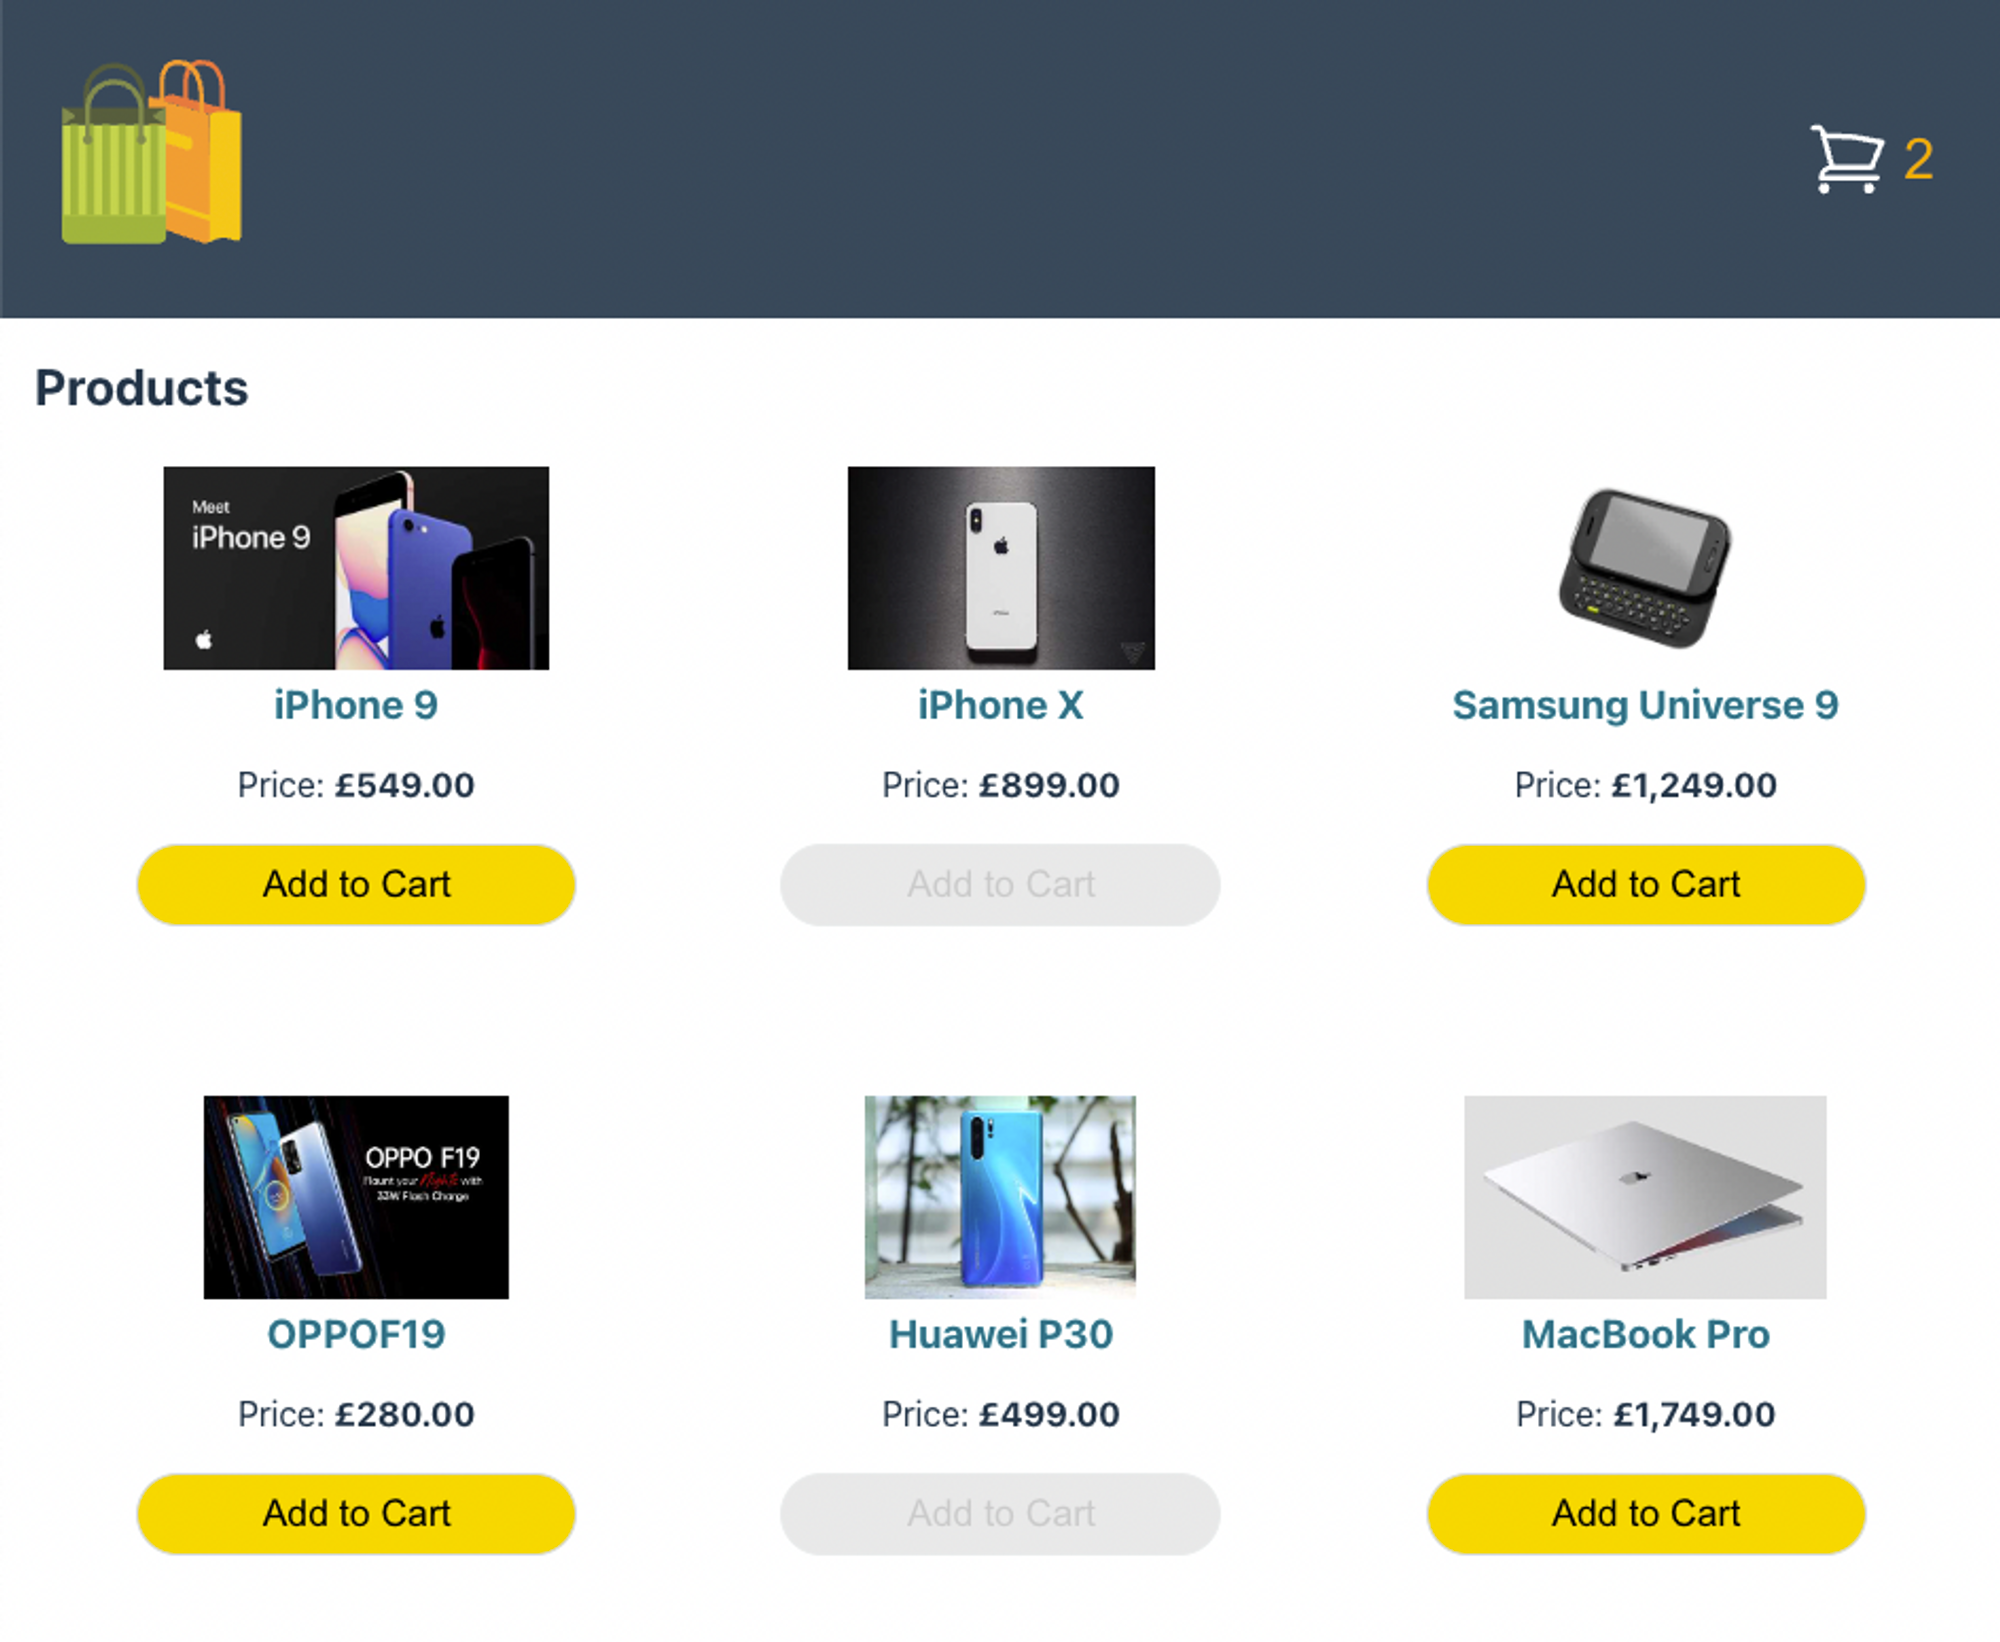 2
Products
Meet
iPhone 9
iPhone 9
iPhone X
Samsung Universe 9
Price: £549.00
Price: £899.00
Price: £1,249.00
Add to Cart
Add to Cart
Add to Cart
OPPO F19
Flaunt your Nights with
33W Flash Charge
OPPOF19
Huawei P30
MacBook Pro
Price: £280.00
Price: £499.00
Price: £1,749.00
Add to Cart
Add to Cart
Add to Cart